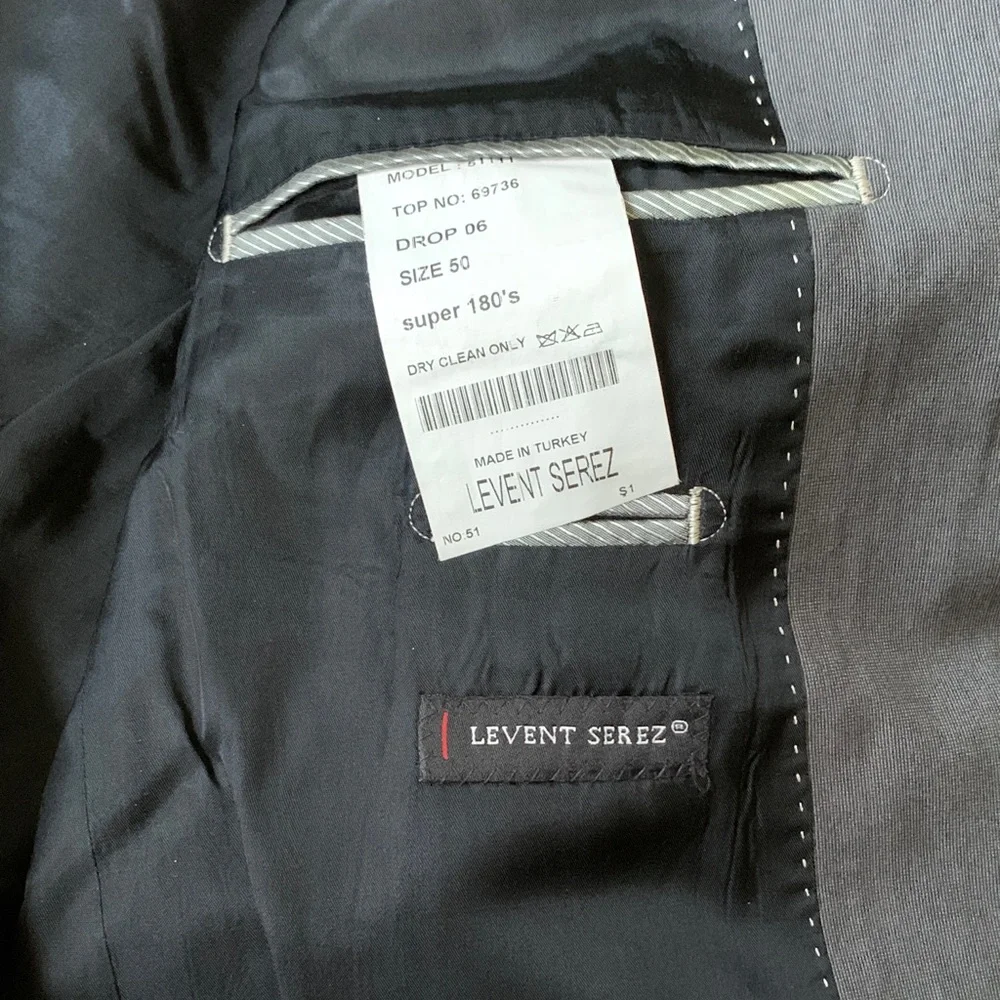 MODEL :
TOP NO: 69736
DROP 06
SIZE 50
super 180's
DRY CLEAN ONLY
MADE IN TURKEY
LEVENT SEREZ
S1
NO:51
LEVENT SEREZ®